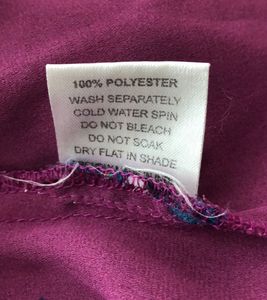 100% POLYESTER
WASH SEPARATELY
COLD WATER SPIN
DO NOT BLEACH
DO NOT SOAK
DRY FLAT IN SHADE